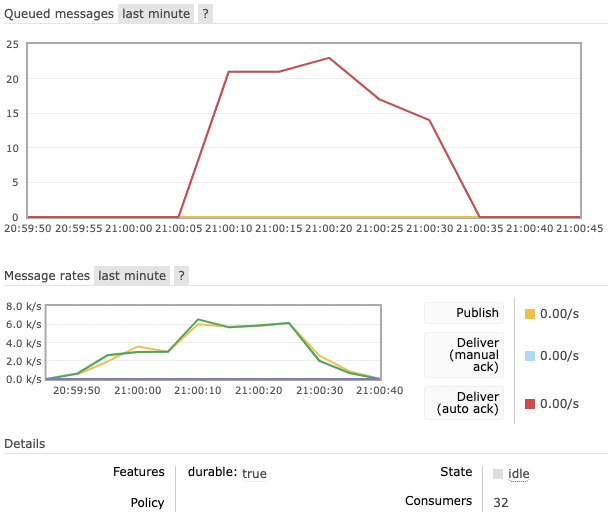 Queued messages last minute ?
25
20
15
10
5
0
20:59:50 20:59:55 21:00:00 21:00:05 21:00:10 21:00:15 21:00:20 21:00:25 21:00:30 21:00:35 21:00:40 21:00:45
Message rates last minute ?
8.0 k/s
6.0 k/s
4.0 k/s
2.0 k/s
0.0 k/s
20:59:50 21:00:00 21:00:10 21:00:20 21:00:30 21:00:40
Publish 0.00/s
Deliver
(manual
ack)
0.00/s
Deliver
(auto ack)
0.00/s
Details
Features durable: true
Policy
State idle
Consumers 32